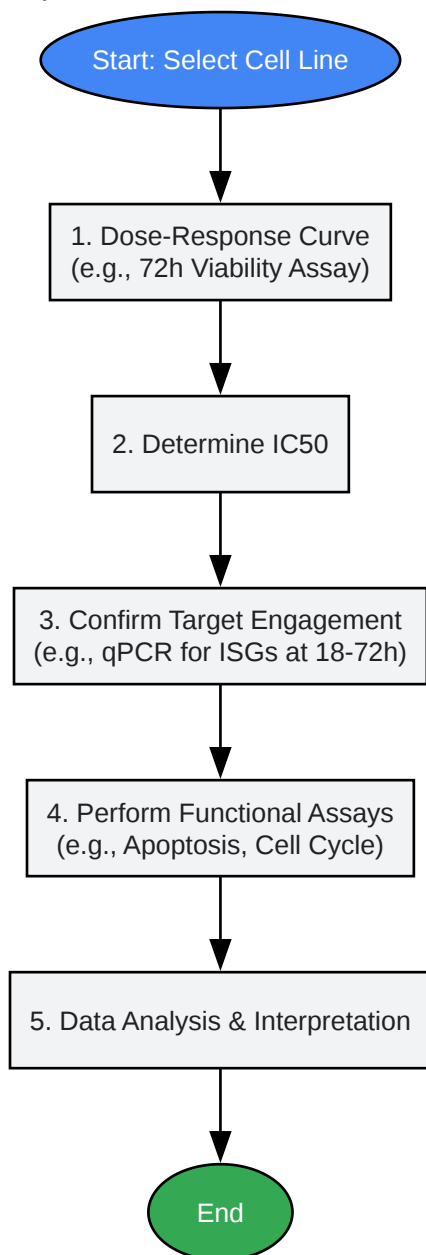 Start: Select Cell Line
1. Dose-Response Curve
(e.g., 72h Viability Assay)
2. Determine IC50
3. Confirm Target Engagement
(e.g., qPCR for ISGs at 18-72h)
4. Perform Functional Assays
(e.g., Apoptosis, Cell Cycle)
5. Data Analysis & Interpretation
End